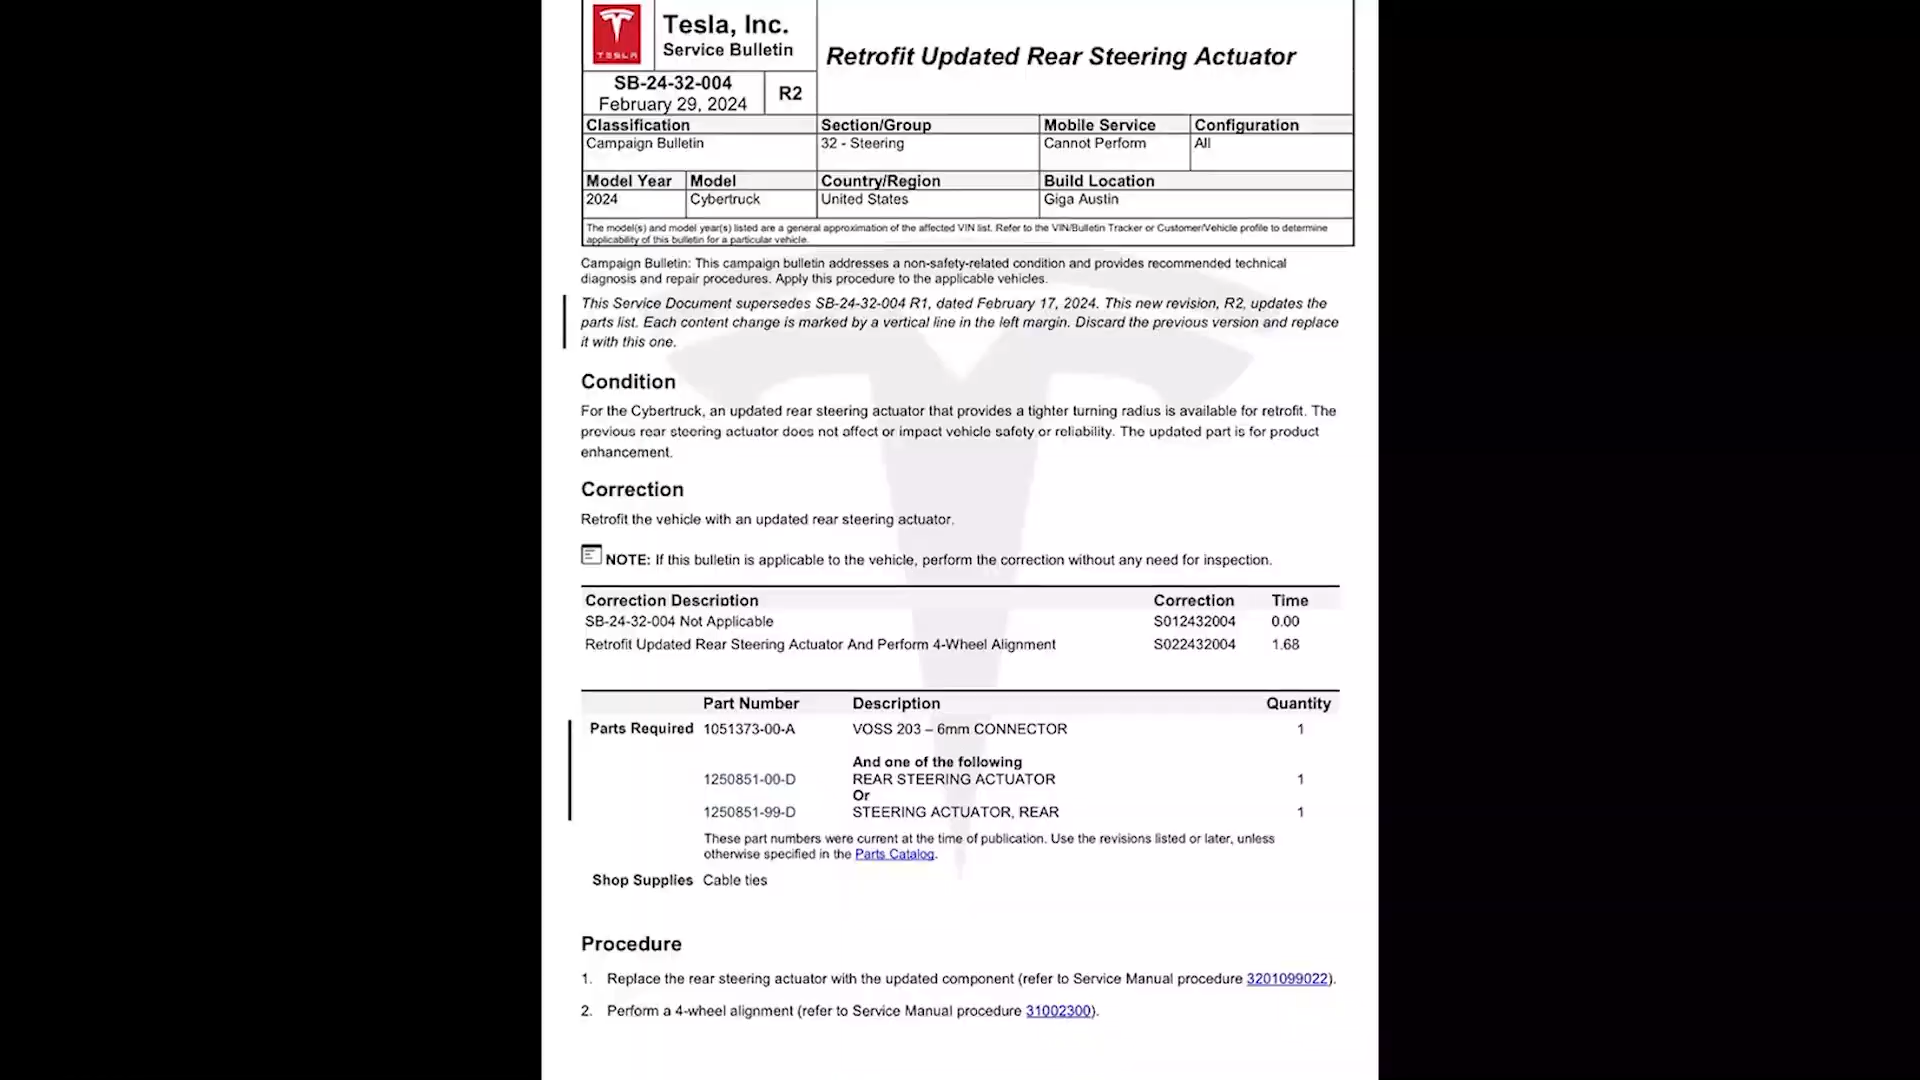 TESLA
Tesla, Inc.
Service Bulletin
Retrofit Updated Rear Steering Actuator
SB-24-32-004
February 29, 2024
R2
Classification
Section/Group
Mobile Service
Configuration
Campaign Bulletin
32 - Steering
Cannot Perform
All
Model Year
Model
Country/Region
Build Location
2024
Cybertruck
United States
Giga Austin
The model(s) and model year(s) listed are a general approximation of the affected VIN list. Refer to the VIN/Bulletin Tracker or Customer/Vehicle profile to determine
applicability of this bulletin for a particular vehicle.
Campaign Bulletin: This campaign bulletin addresses a non-safety-related condition and provides recommended technical
diagnosis and repair procedures. Apply this procedure to the applicable vehicles.
This Service Document supersedes SB-24-32-004 R1, dated February 17, 2024. This new revision, R2, updates the
parts list. Each content change is marked by a vertical line in the left margin. Discard the previous version and replace
it with this one.
Condition
For the Cybertruck, an updated rear steering actuator that provides a tighter turning radius is available for retrofit. The
previous rear steering actuator does not affect or impact vehicle safety or reliability. The updated part is for product
enhancement.
Correction
Retrofit the vehicle with an updated rear steering actuator.
NOTE: If this bulletin is applicable to the vehicle, perform the correction without any need for inspection.
Correction Description Correction Time
SB-24-32-004 Not Applicable S012432004 0.00
Retrofit Updated Rear Steering Actuator And Perform 4-Wheel Alignment S022432004 1.68
Part Number Description Quantity
Parts Required 1051373-00-A VOSS 203 – 6mm CONNECTOR 1
And one of the following
1250851-00-D REAR STEERING ACTUATOR 1
Or
1250851-99-D STEERING ACTUATOR, REAR 1
These part numbers were current at the time of publication. Use the revisions listed or later, unless
otherwise specified in the Parts Catalog.
Shop Supplies Cable ties
Procedure
1. Replace the rear steering actuator with the updated component (refer to Service Manual procedure 3201099022).
2. Perform a 4-wheel alignment (refer to Service Manual procedure 31002300).